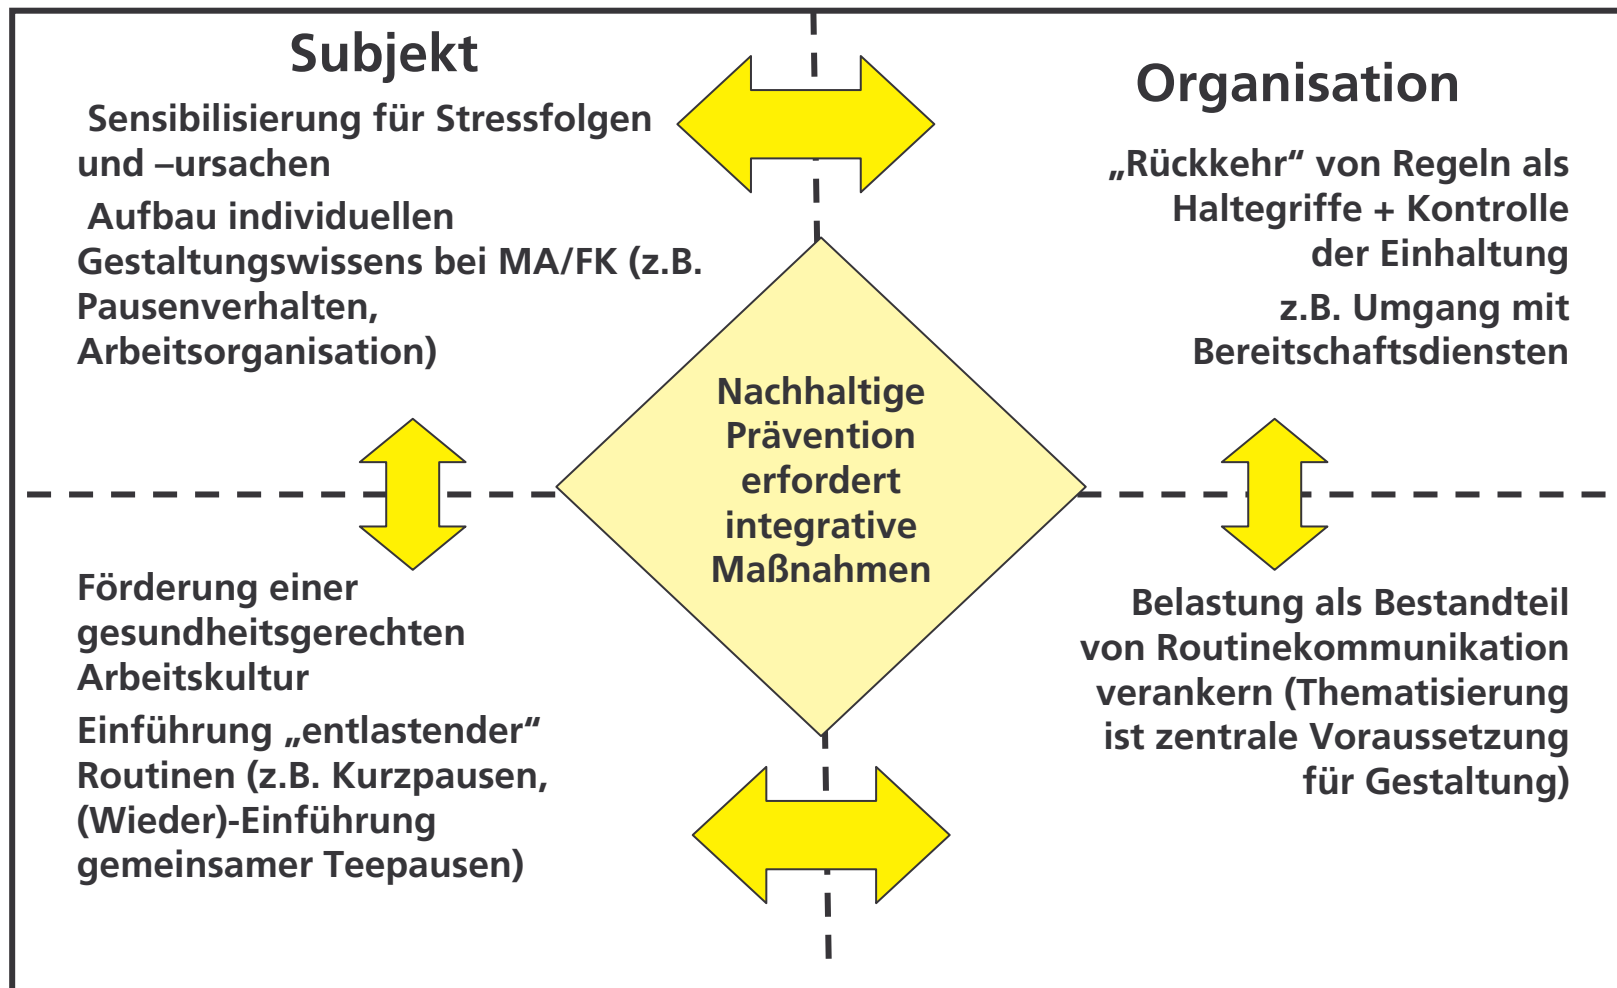 Subjekt
Sensibilisierung für Stressfolgen
und –ursachen
Aufbau individuellen
Gestaltungswissens bei MA/FK (z.B.
Pausenverhalten,
Arbeitsorganisation)
Organisation
„Rückkehr“ von Regeln als
Haltegriffe + Kontrolle
der Einhaltung
z.B. Umgang mit
Bereitschaftsdiensten
Nachhaltige
Prävention
erfordert
integrative
Maßnahmen
Förderung einer
gesundheitsgerechten
Arbeitskultur
Einführung „entlastender“
Routinen (z.B. Kurzpausen,
(Wieder)-Einführung
gemeinsamer Teepausen)
Belastung als Bestandteil
von Routinekommunikation
verankern (Thematisierung
ist zentrale Voraussetzung
für Gestaltung)